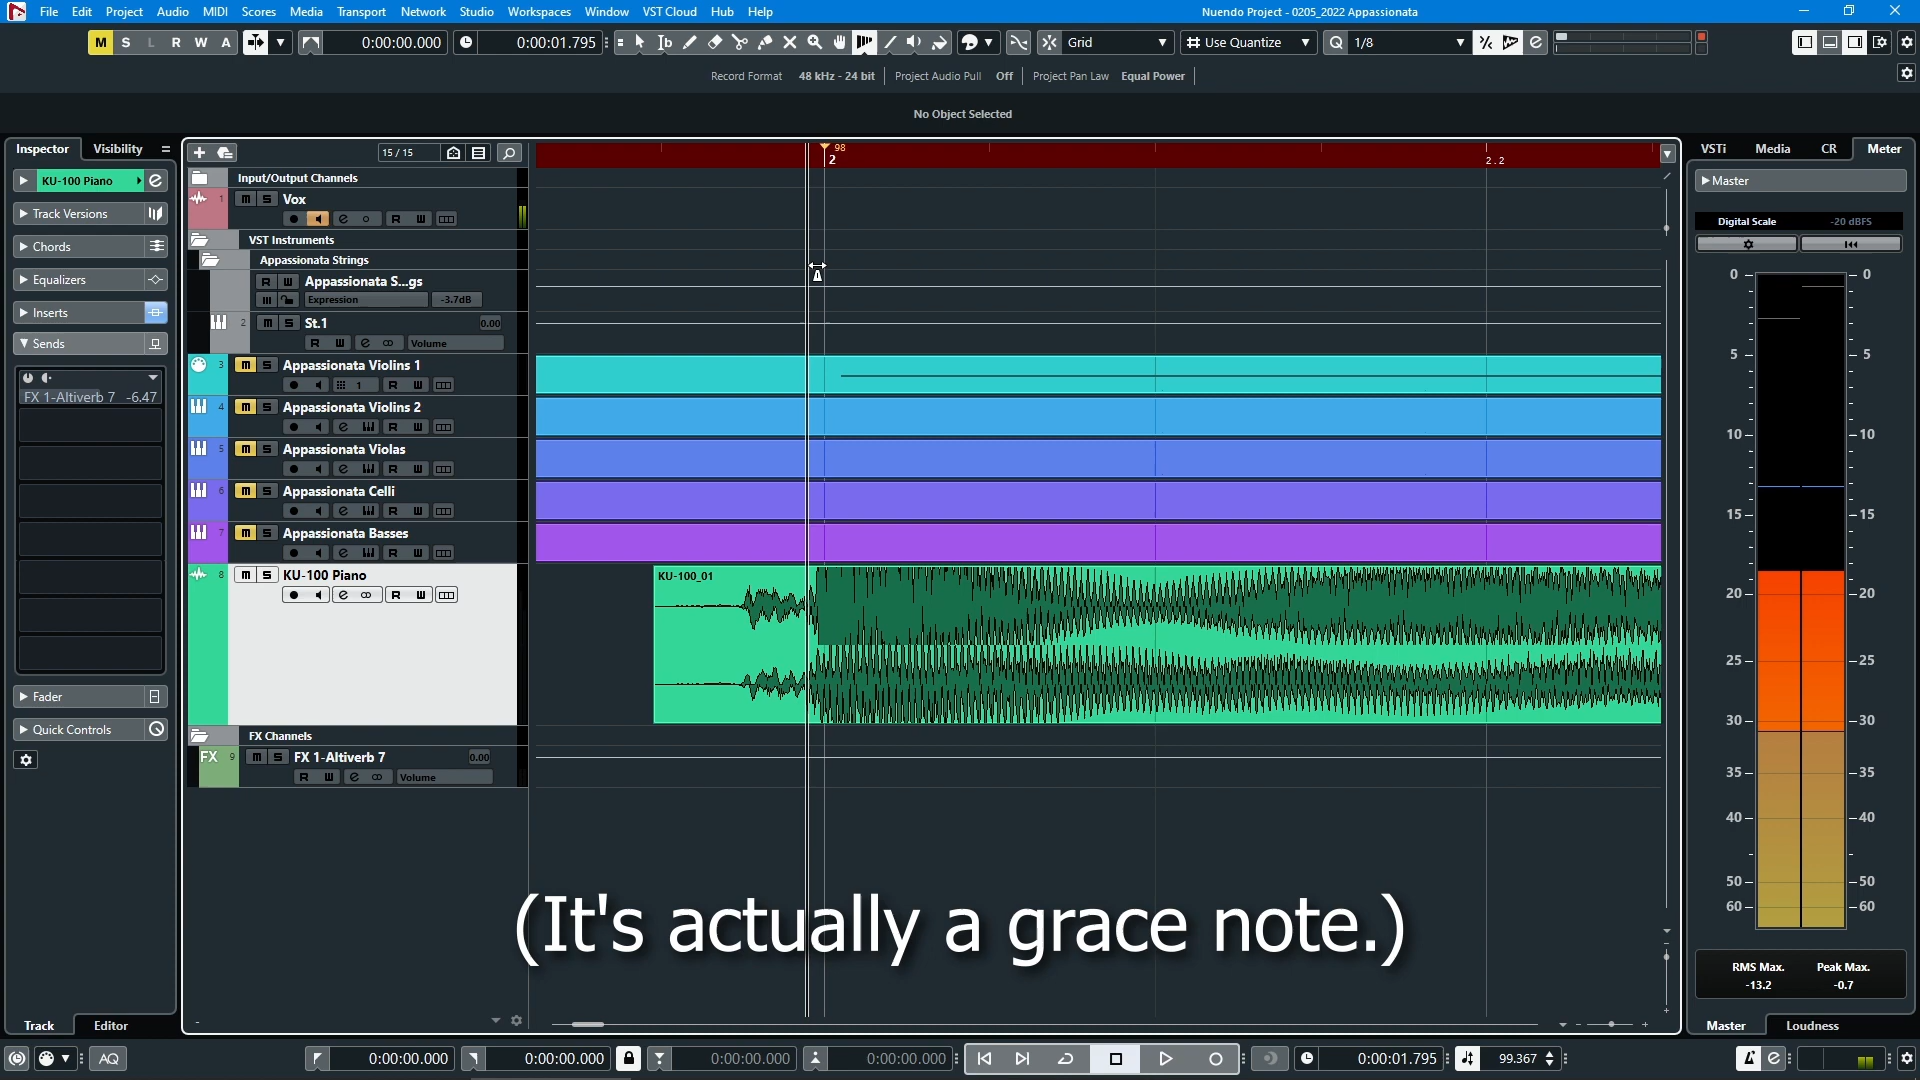 File Edit Project Audio MIDI Scores Media Transport Network Studio Workspaces Window VST Cloud Hub Help
Nuendo Project - 0205_2022 Appassionata
M S L R W A 0:00:00.000 0:00:01.795 Grid Use Quantize Q 1/8
Record Format 48 kHz - 24 bit Project Audio Pull Off Project Pan Law Equal Power
No Object Selected
Inspector Visibility
KU-100 Piano
Track Versions
Chords
Equalizers
Inserts
Sends
FX 1-Altiverb 7 -6.47
Fader
Quick Controls
Track Editor
15 / 15
Input/Output Channels
1 m S Vox
R W
VST Instruments
Appassionata Strings
R W Appassionata S...gs
Expression -3.7dB
2 m S St.1 0.00
R W Volume
3 m S Appassionata Violins 1
1 R W
4 m S Appassionata Violins 2
R W
5 m S Appassionata Violas
R W
6 m S Appassionata Celli
R W
7 m S Appassionata Basses
R W
8 m S KU-100 Piano
R W
FX Channels
FX 9 m S FX 1-Altiverb 7 0.00
R W Volume
98
2 2.2
KU-100_01
(It's actually a grace note.)
VSTi Media CR Meter
Master
Digital Scale -20 dBFS
0 0
5 5
10 10
15 15
20 20
25 25
30 30
35 35
40 40
50 50
60 60
RMS Max. Peak Max.
-13.2 -0.7
Master Loudness
AQ 0:00:00.000 0:00:00.000 0:00:00.000 0:00:00.000 0:00:01.795 99.367